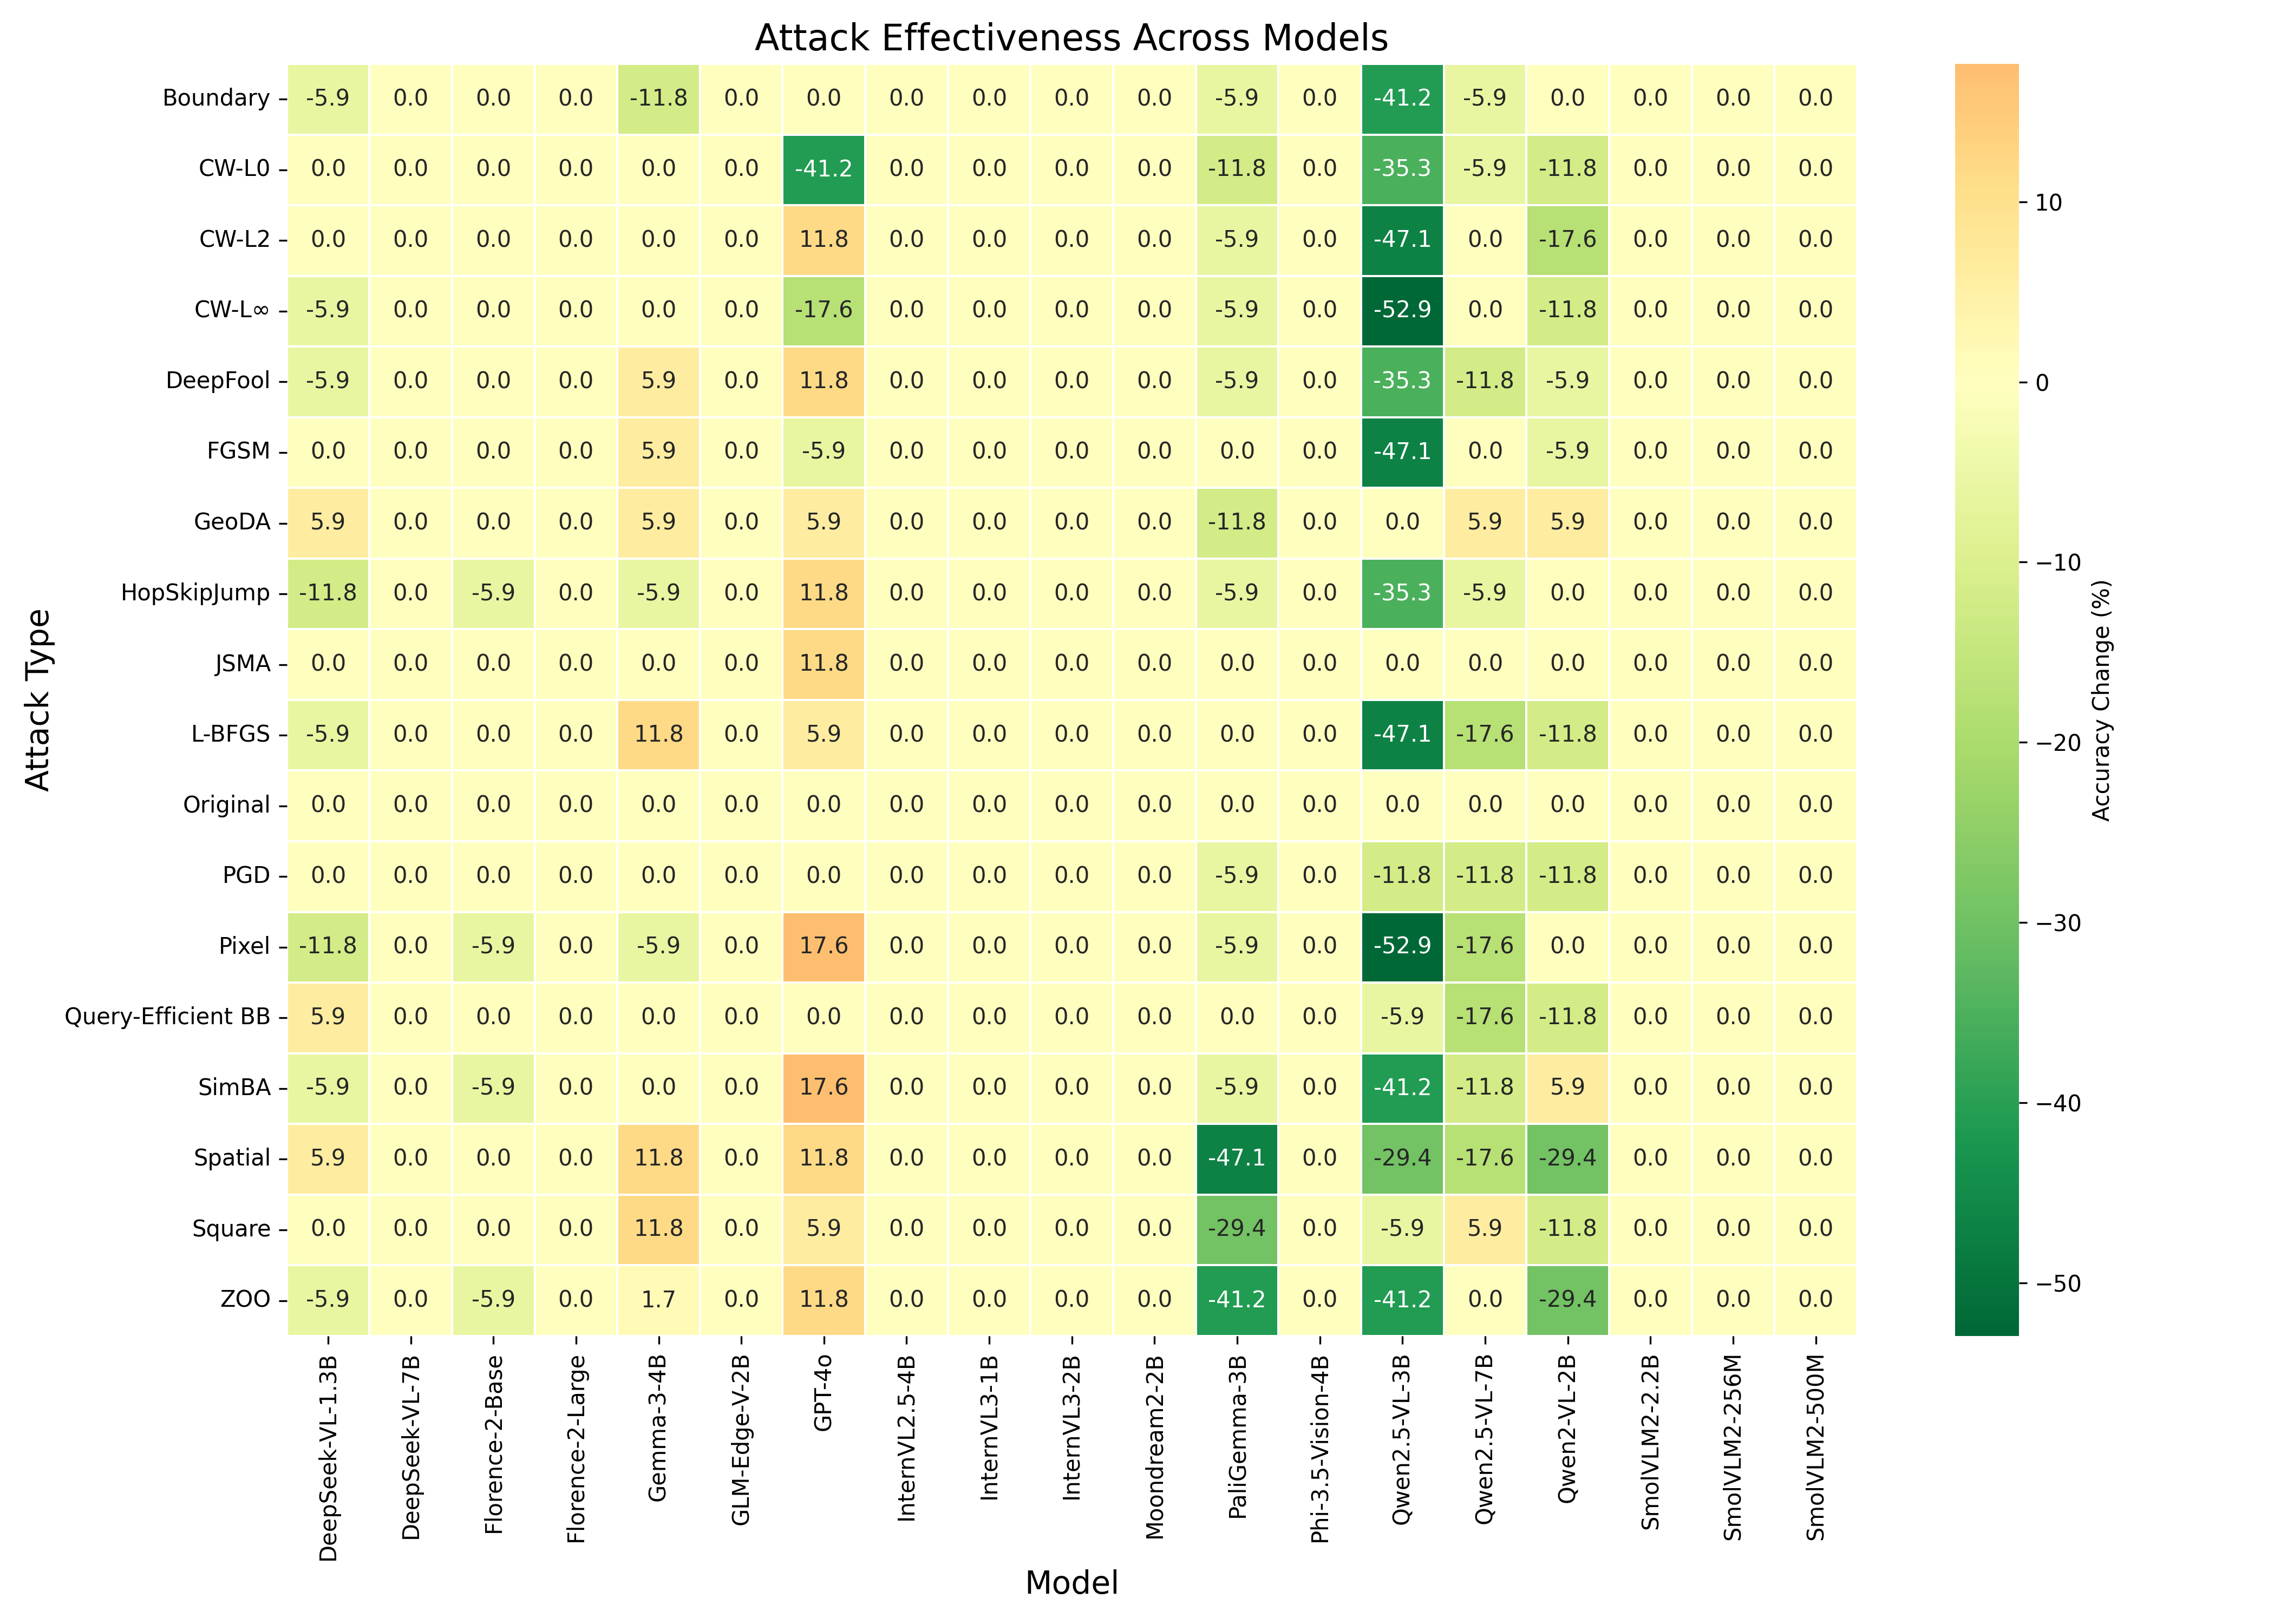 Attack Effectiveness Across Models
Attack Type
Boundary -5.9 0.0 0.0 0.0 -11.8 0.0 0.0 0.0 0.0 0.0 0.0 -5.9 0.0 -41.2 -5.9 0.0 0.0 0.0 0.0
CW-L0 0.0 0.0 0.0 0.0 0.0 0.0 -41.2 0.0 0.0 0.0 0.0 -11.8 0.0 -35.3 -5.9 -11.8 0.0 0.0 0.0
CW-L2 0.0 0.0 0.0 0.0 0.0 0.0 11.8 0.0 0.0 0.0 0.0 -5.9 0.0 -47.1 0.0 -17.6 0.0 0.0 0.0
CW-L∞ -5.9 0.0 0.0 0.0 0.0 0.0 -17.6 0.0 0.0 0.0 0.0 -5.9 0.0 -52.9 0.0 -11.8 0.0 0.0 0.0
DeepFool -5.9 0.0 0.0 0.0 5.9 0.0 11.8 0.0 0.0 0.0 0.0 -5.9 0.0 -35.3 -11.8 -5.9 0.0 0.0 0.0
FGSM 0.0 0.0 0.0 0.0 5.9 0.0 -5.9 0.0 0.0 0.0 0.0 0.0 0.0 -47.1 0.0 -5.9 0.0 0.0 0.0
GeoDA 5.9 0.0 0.0 0.0 5.9 0.0 5.9 0.0 0.0 0.0 0.0 -11.8 0.0 0.0 5.9 5.9 0.0 0.0 0.0
HopSkipJump -11.8 0.0 -5.9 0.0 -5.9 0.0 11.8 0.0 0.0 0.0 0.0 -5.9 0.0 -35.3 -5.9 0.0 0.0 0.0 0.0
JSMA 0.0 0.0 0.0 0.0 0.0 0.0 11.8 0.0 0.0 0.0 0.0 0.0 0.0 0.0 0.0 0.0 0.0 0.0 0.0
L-BFGS -5.9 0.0 0.0 0.0 11.8 0.0 5.9 0.0 0.0 0.0 0.0 0.0 0.0 -47.1 -17.6 -11.8 0.0 0.0 0.0
Original 0.0 0.0 0.0 0.0 0.0 0.0 0.0 0.0 0.0 0.0 0.0 0.0 0.0 0.0 0.0 0.0 0.0 0.0 0.0
PGD 0.0 0.0 0.0 0.0 0.0 0.0 0.0 0.0 0.0 0.0 0.0 -5.9 0.0 -11.8 -11.8 -11.8 0.0 0.0 0.0
Pixel -11.8 0.0 -5.9 0.0 -5.9 0.0 17.6 0.0 0.0 0.0 0.0 -5.9 0.0 -52.9 -17.6 0.0 0.0 0.0 0.0
Query-Efficient BB 5.9 0.0 0.0 0.0 0.0 0.0 0.0 0.0 0.0 0.0 0.0 0.0 0.0 -5.9 -17.6 -11.8 0.0 0.0 0.0
SimBA -5.9 0.0 -5.9 0.0 0.0 0.0 17.6 0.0 0.0 0.0 0.0 -5.9 0.0 -41.2 -11.8 5.9 0.0 0.0 0.0
Spatial 5.9 0.0 0.0 0.0 11.8 0.0 11.8 0.0 0.0 0.0 0.0 -47.1 0.0 -29.4 -17.6 -29.4 0.0 0.0 0.0
Square 0.0 0.0 0.0 0.0 11.8 0.0 5.9 0.0 0.0 0.0 0.0 -29.4 0.0 -5.9 5.9 -11.8 0.0 0.0 0.0
ZOO -5.9 0.0 -5.9 0.0 1.7 0.0 11.8 0.0 0.0 0.0 0.0 -41.2 0.0 -41.2 0.0 -29.4 0.0 0.0 0.0
DeepSeek-VL-1.3B
DeepSeek-VL-7B
Florence-2-Base
Florence-2-Large
Gemma-3-4B
GLM-Edge-V-2B
GPT-4o
InternVL2.5-4B
InternVL3-1B
InternVL3-2B
Moondream2-2B
PaliGemma-3B
Phi-3.5-Vision-4B
Qwen2.5-VL-3B
Qwen2.5-VL-7B
Qwen2-VL-2B
SmolVLM2-2.2B
SmolVLM2-256M
SmolVLM2-500M
Model
10
0
−10
−20
−30
−40
−50
Accuracy Change (%)